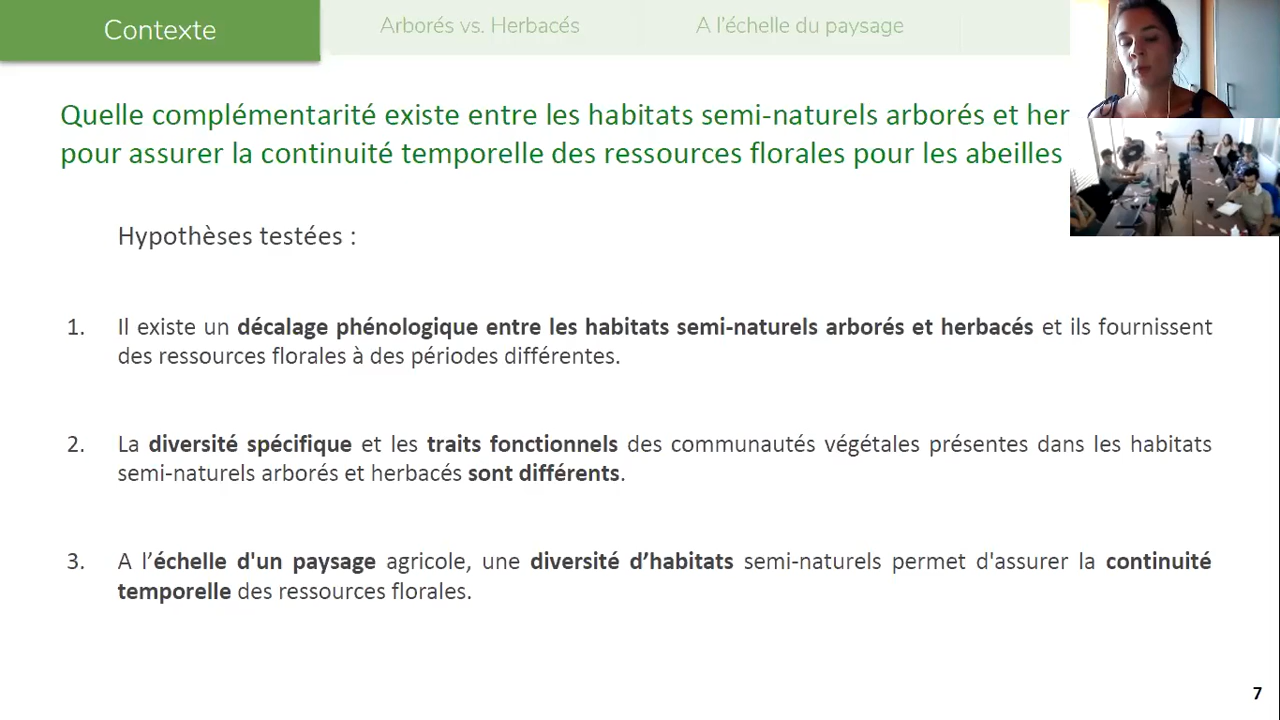 Contexte
Arborés vs. Herbacés
A l'échelle du paysage
Quelle complémentarité existe entre les habitats semi-naturels arborés et her
pour assurer la continuité temporelle des ressources florales pour les abeilles
Hypothèses testées :
1. Il existe un décalage phénologique entre les habitats semi-naturels arborés et herbacés et ils fournissent
des ressources florales à des périodes différentes.
2. La diversité spécifique et les traits fonctionnels des communautés végétales présentes dans les habitats
semi-naturels arborés et herbacés sont différents.
3. A l’échelle d'un paysage agricole, une diversité d’habitats semi-naturels permet d'assurer la continuité
temporelle des ressources florales.
7